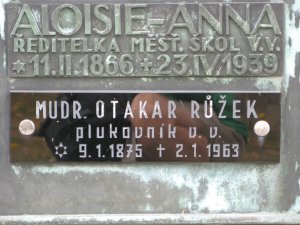 ALOISIE-ANNA
ŘEDITELKA MĚST. ŠKOL V.V.
✡ 11. II. 1866 + 23. IV. 1939
MUDR. OTAKAR RŮŽEK
plukovník v. v.
✡ 9. 1. 1875 + 2. 1. 1963